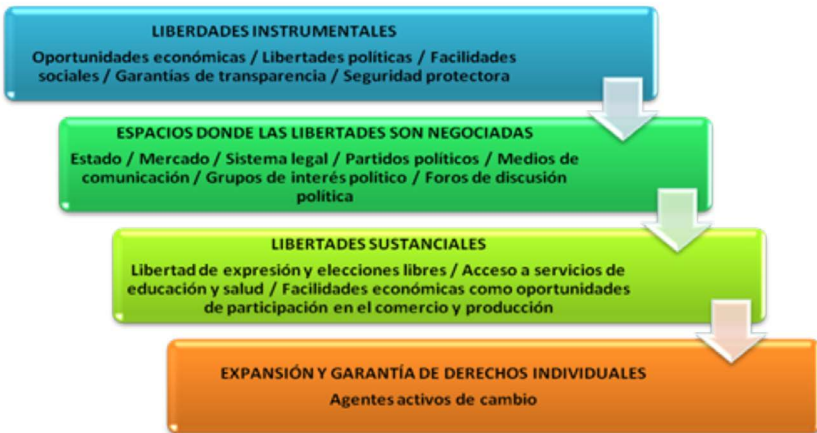 LIBERDADES INSTRUMENTALES
Oportunidades económicas / Libertades políticas / Facilidades
sociales / Garantías de transparencia / Seguridad protectora
ESPACIOS DONDE LAS LIBERTADES SON NEGOCIADAS
Estado / Mercado / Sistema legal / Partidos políticos / Medios de
comunicación / Grupos de interés político / Foros de discusión
política
LIBERTADES SUSTANCIALES
Libertad de expresión y elecciones libres / Acceso a servicios de
educación y salud / Facilidades económicas como oportunidades
de participación en el comercio y producción
EXPANSIÓN Y GARANTÍA DE DERECHOS INDIVIDUALES
Agentes activos de cambio